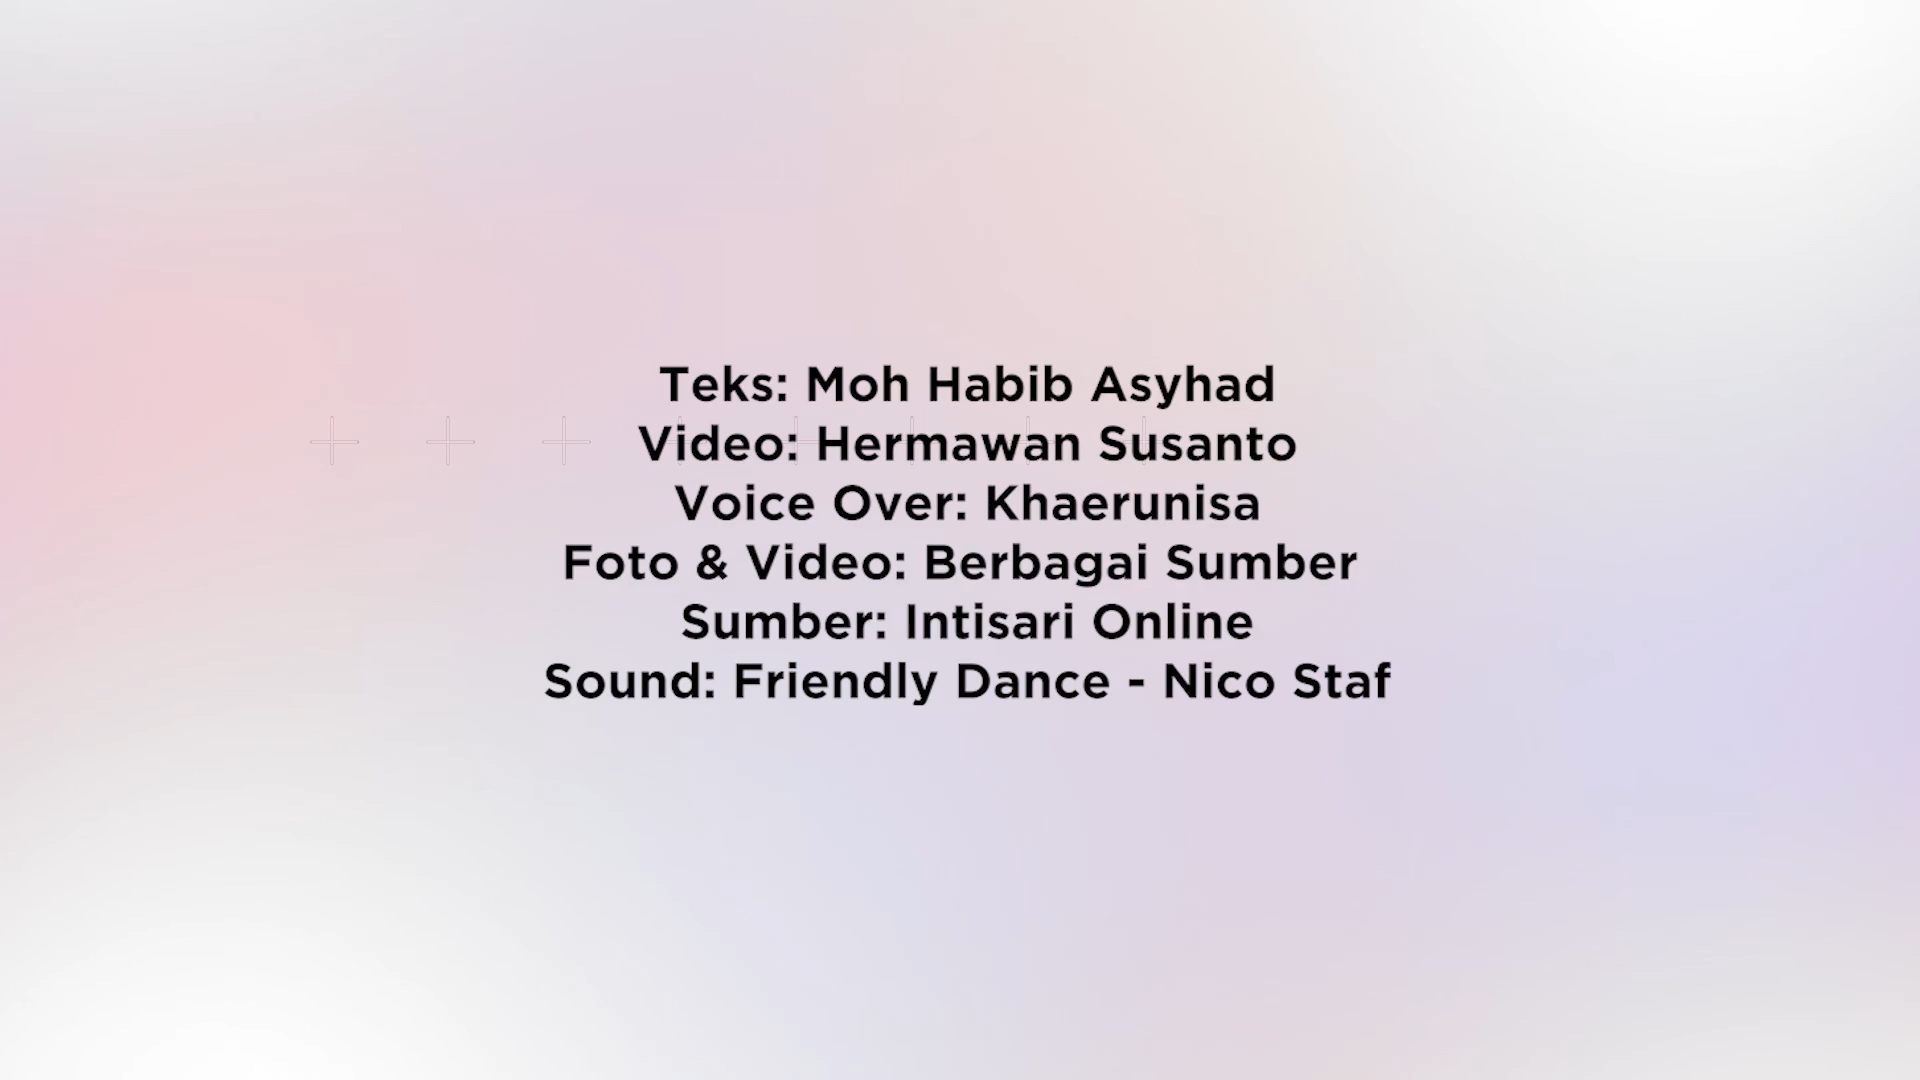 Teks: Moh Habib Asyhad
Video: Hermawan Susanto
Voice Over: Khaerunisa
Foto & Video: Berbagai Sumber
Sumber: Intisari Online
Sound: Friendly Dance - Nico Staf